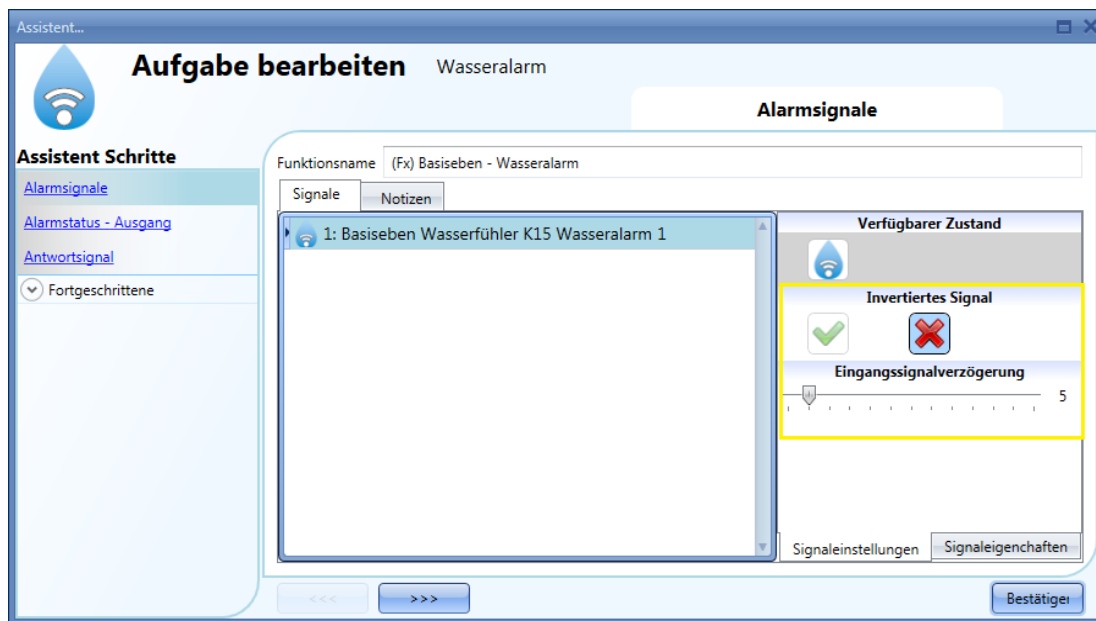 Assistent...
Aufgabe bearbeiten Wasseralarm
Alarmsignale
Assistent Schritte
Alarmsignale
Alarmstatus - Ausgang
Antwortsignal
Fortgeschrittene
Funktionsname (Fx) Basiseben - Wasseralarm
Signale Notizen
1: Basiseben Wasserfühler K15 Wasseralarm 1
Verfügbarer Zustand
Invertiertes Signal
Eingangssignalverzögerung
5
Signaleinstellungen Signaleigenchaften
<<< >>> Bestätiger